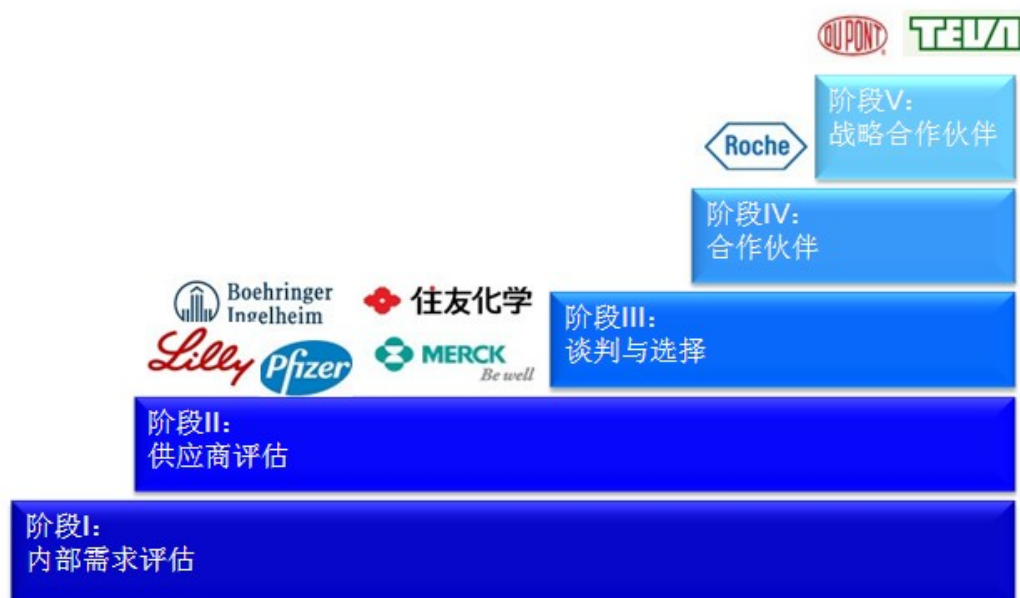 DU PONT
TEVA
阶段V：
战略合作伙伴
Roche
阶段IV：
合作伙伴
Boehringer
Ingelheim
住友化学
阶段III：
谈判与选择
Lilly
Pfizer
MERCK
Be well
阶段II：
供应商评估
阶段I：
内部需求评估